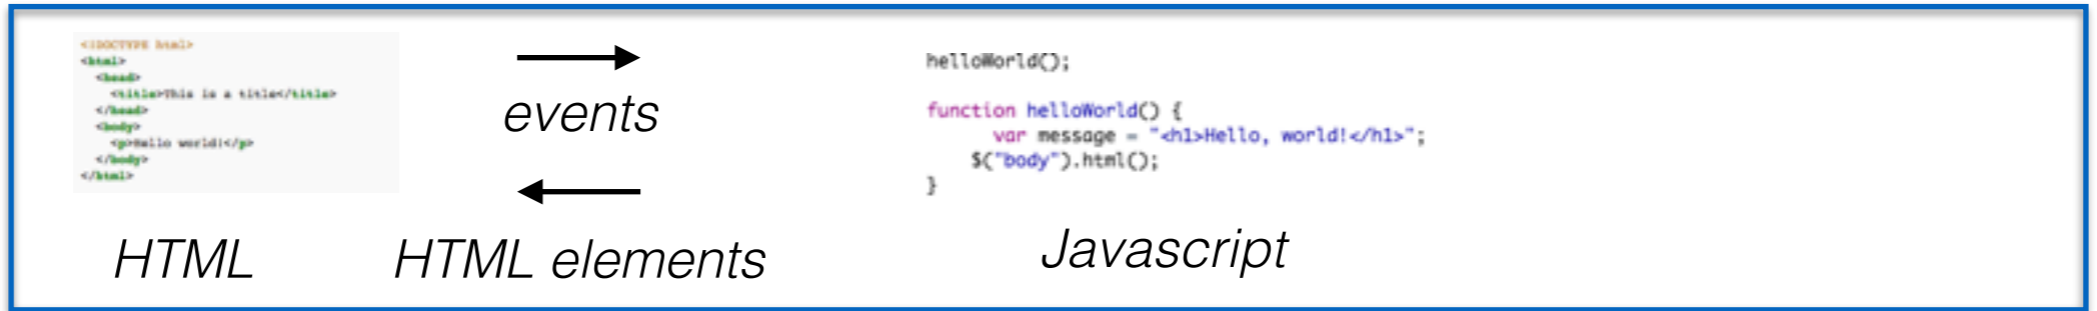 <!DOCTYPE html>
<html>
<head>
<title>This is a title</title>
</head>
<body>
<p>Hello world!</p>
</body>
</html>
events
HTML
HTML elements
helloWorld();
function helloWorld() {
var message = "<h1>Hello, world!</h1>";
$("body").html();
}
Javascript